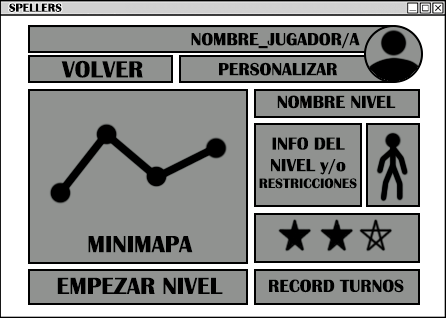 SPELLERS
NOMBRE_JUGADOR/A
VOLVER
PERSONALIZAR
NOMBRE NIVEL
INFO DEL
NIVEL y/o
RESTRICCIONES
MINIMAPA
EMPEZAR NIVEL
RECORD TURNOS